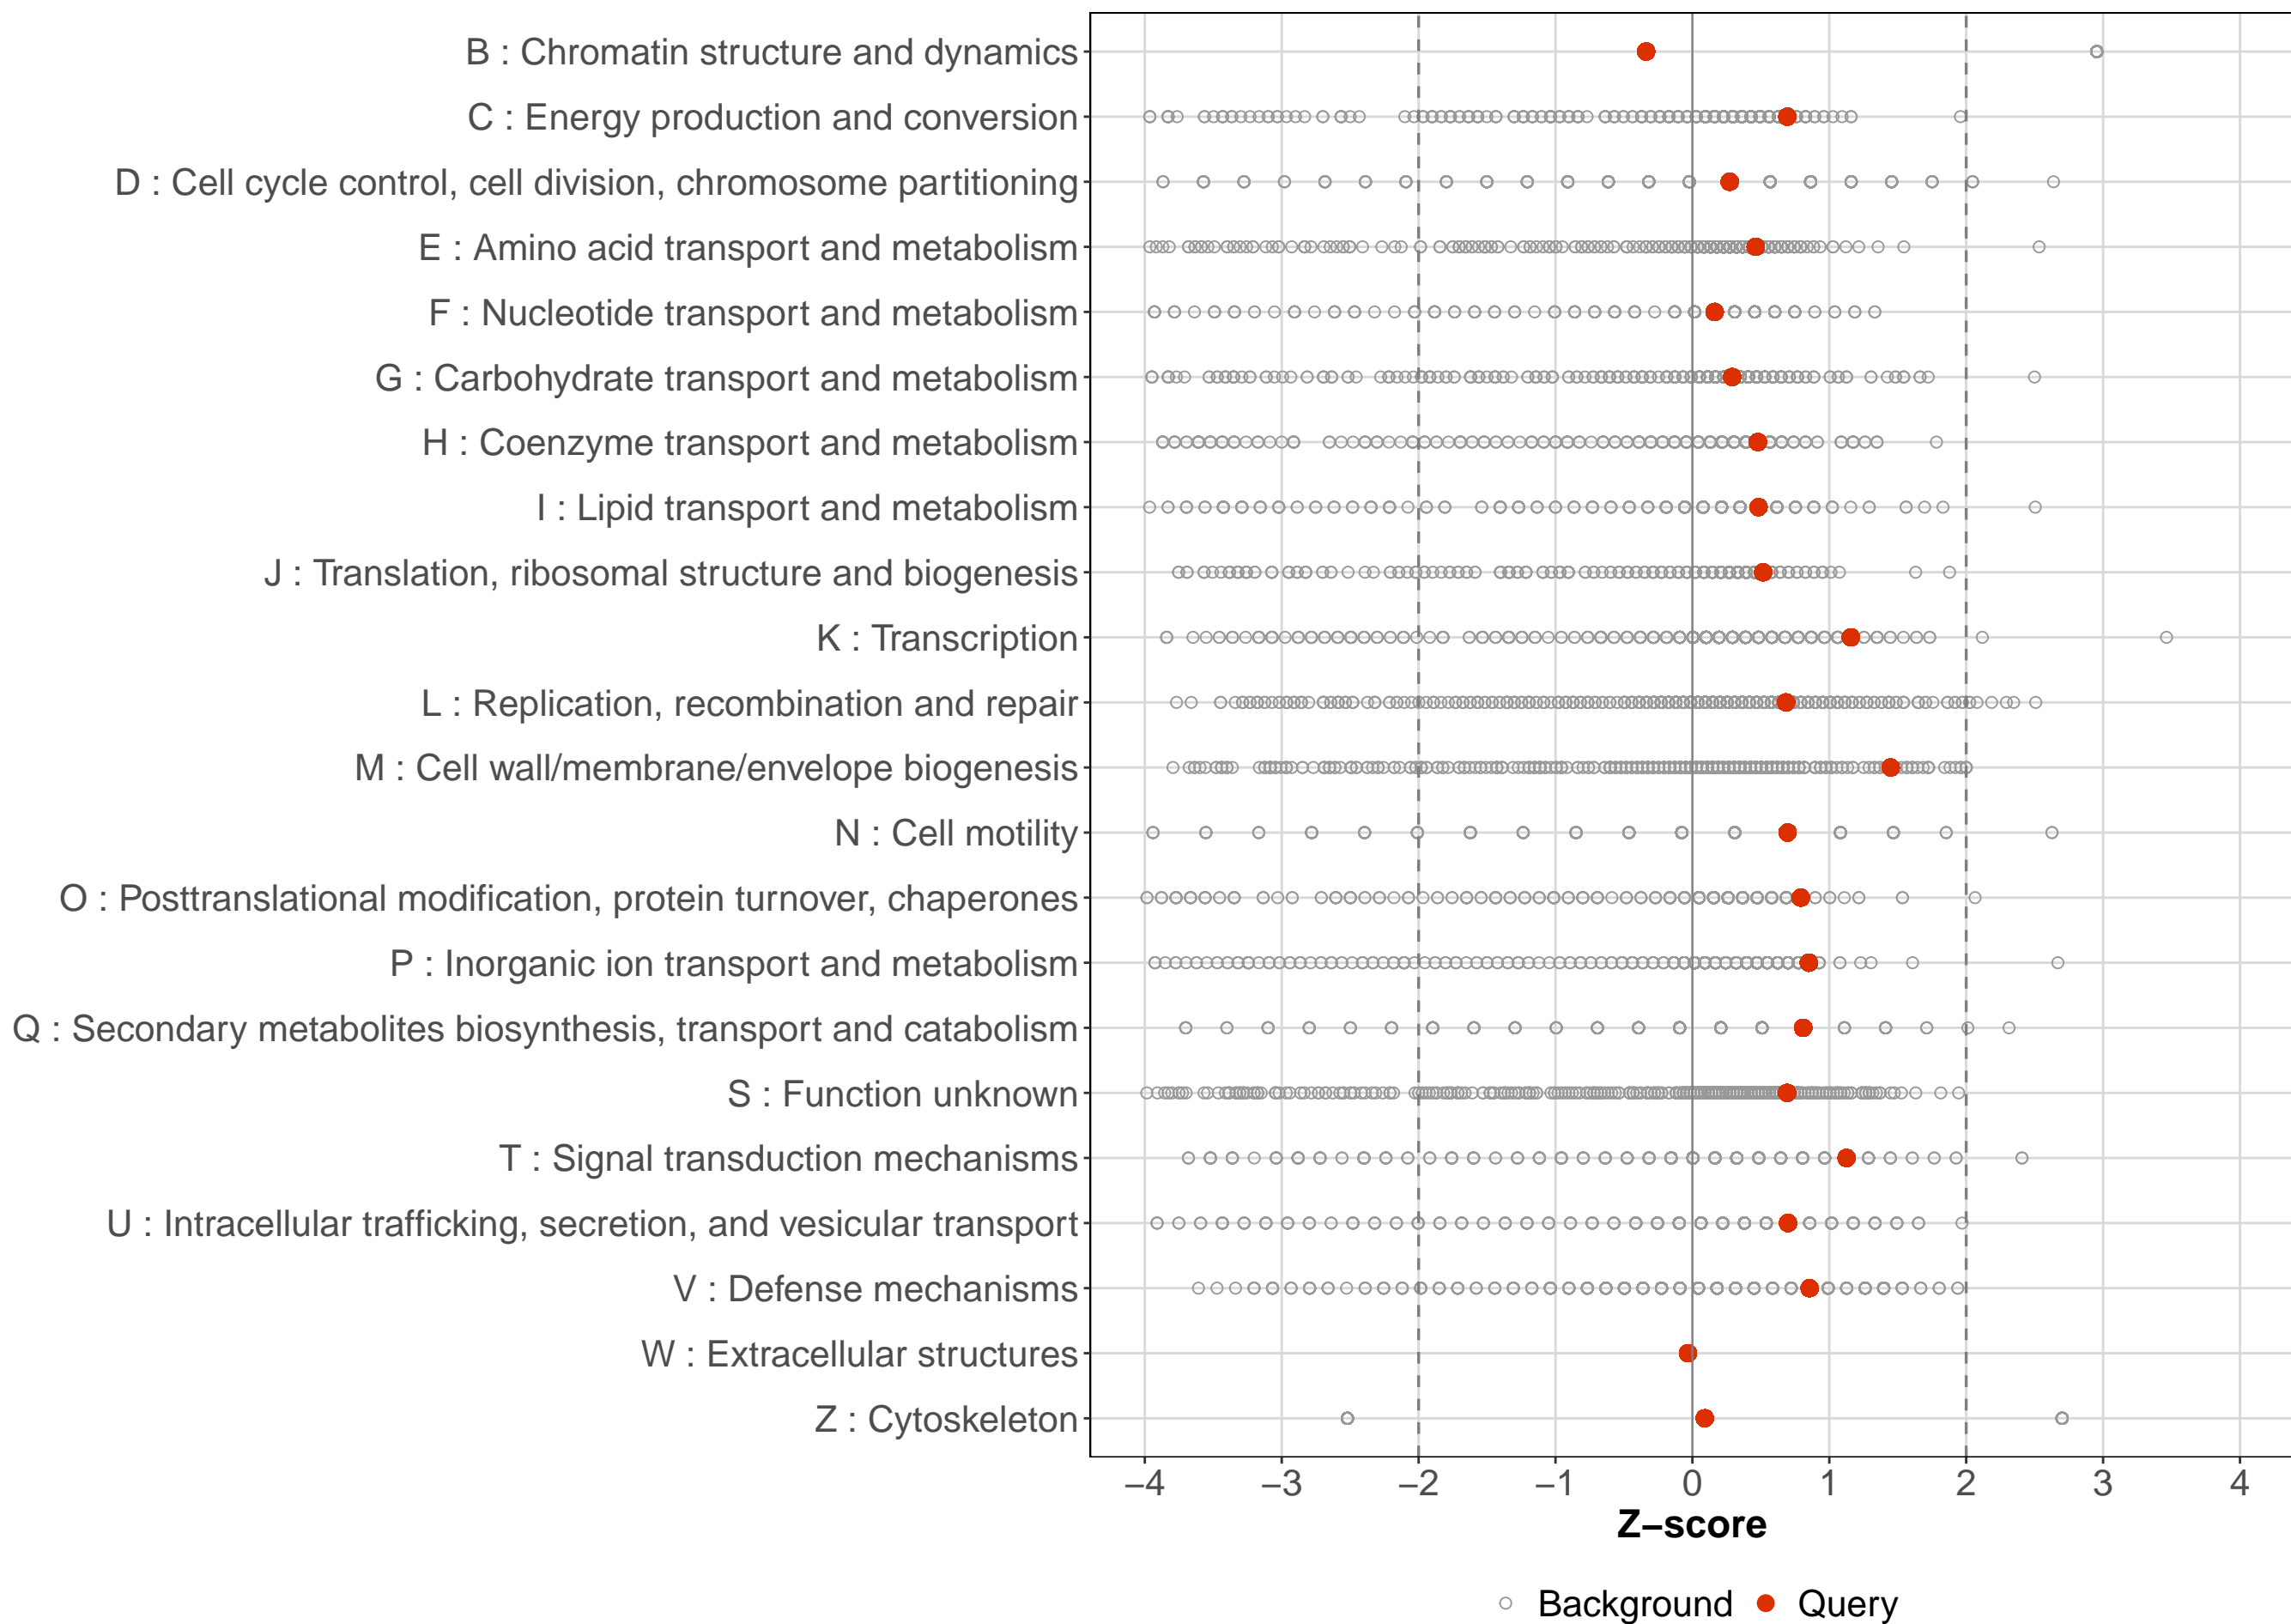 B : Chromatin structure and dynamics
C : Energy production and conversion
D : Cell cycle control, cell division, chromosome partitioning
E : Amino acid transport and metabolism
F : Nucleotide transport and metabolism
G : Carbohydrate transport and metabolism
H : Coenzyme transport and metabolism
I : Lipid transport and metabolism
J : Translation, ribosomal structure and biogenesis
K : Transcription
L : Replication, recombination and repair
M : Cell wall/membrane/envelope biogenesis
N : Cell motility
O : Posttranslational modification, protein turnover, chaperones
P : Inorganic ion transport and metabolism
Q : Secondary metabolites biosynthesis, transport and catabolism
S : Function unknown
T : Signal transduction mechanisms
U : Intracellular trafficking, secretion, and vesicular transport
V : Defense mechanisms
W : Extracellular structures
Z : Cytoskeleton
−4 −3 −2 −1 0 1 2 3 4
Z−score
Background Query